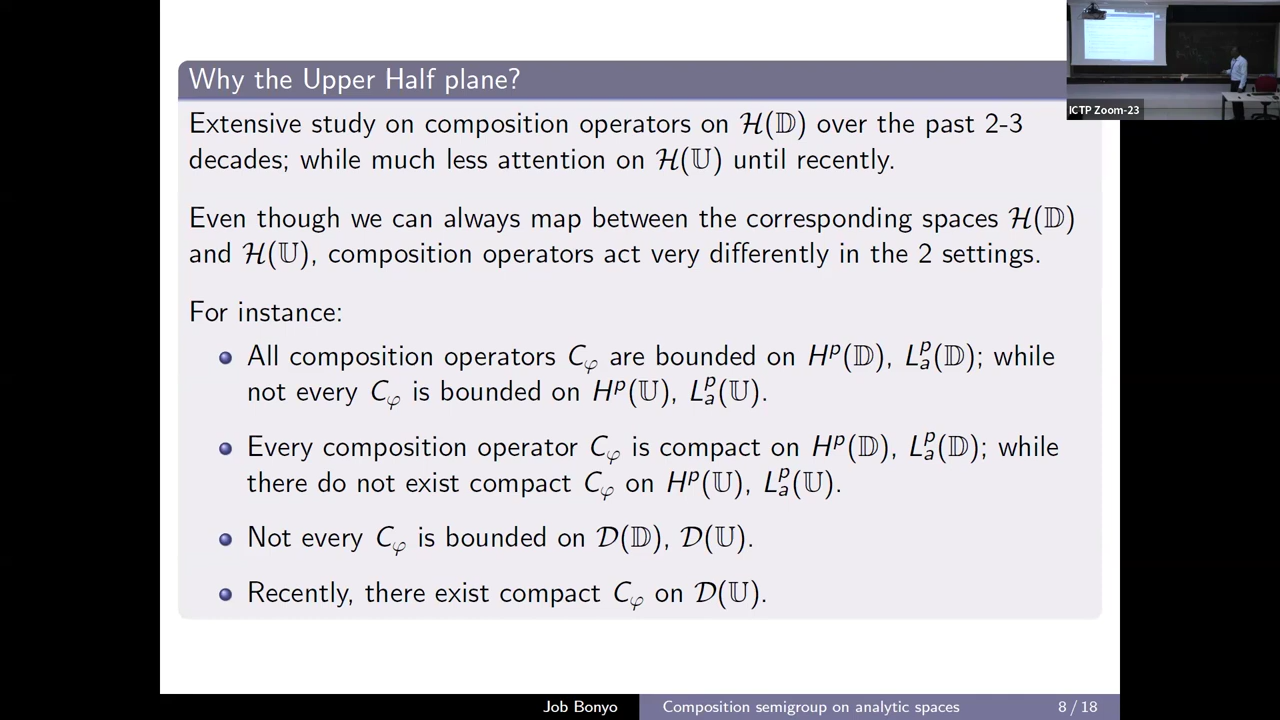 Why the Upper Half plane?
ICTP Zoom-23
Extensive study on composition operators on ℋ(𝔻) over the past 2-3
decades; while much less attention on ℋ(𝕌) until recently.
Even though we can always map between the corresponding spaces ℋ(𝔻)
and ℋ(𝕌), composition operators act very differently in the 2 settings.
For instance:
All composition operators C_φ are bounded on H^p(𝔻), L_a^p(𝔻); while
not every C_φ is bounded on H^p(𝕌), L_a^p(𝕌).
Every composition operator C_φ is compact on H^p(𝔻), L_a^p(𝔻); while
there do not exist compact C_φ on H^p(𝕌), L_a^p(𝕌).
Not every C_φ is bounded on 𝒟(𝔻), 𝒟(𝕌).
Recently, there exist compact C_φ on 𝒟(𝕌).
Job Bonyo
Composition semigroup on analytic spaces
8 / 18